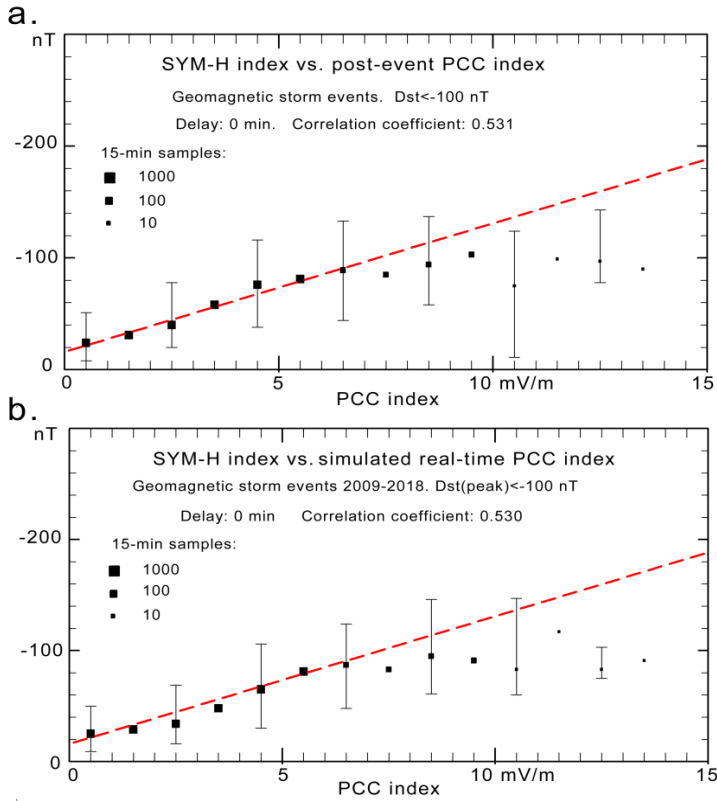 a.
nT
SYM-H index vs. post-event PCC index
Geomagnetic storm events. Dst<-100 nT
Delay: 0 min. Correlation coefficient: 0.531
15-min samples:
1000
100
10
-200
-100
0
0 5 10 mV/m 15
PCC index
b.
nT
SYM-H index vs. simulated real-time PCC index
Geomagnetic storm events 2009-2018. Dst(peak)<-100 nT
Delay: 0 min Correlation coefficient: 0.530
15-min samples:
1000
100
10
-200
-100
0
0 5 10 mV/m 15
PCC index